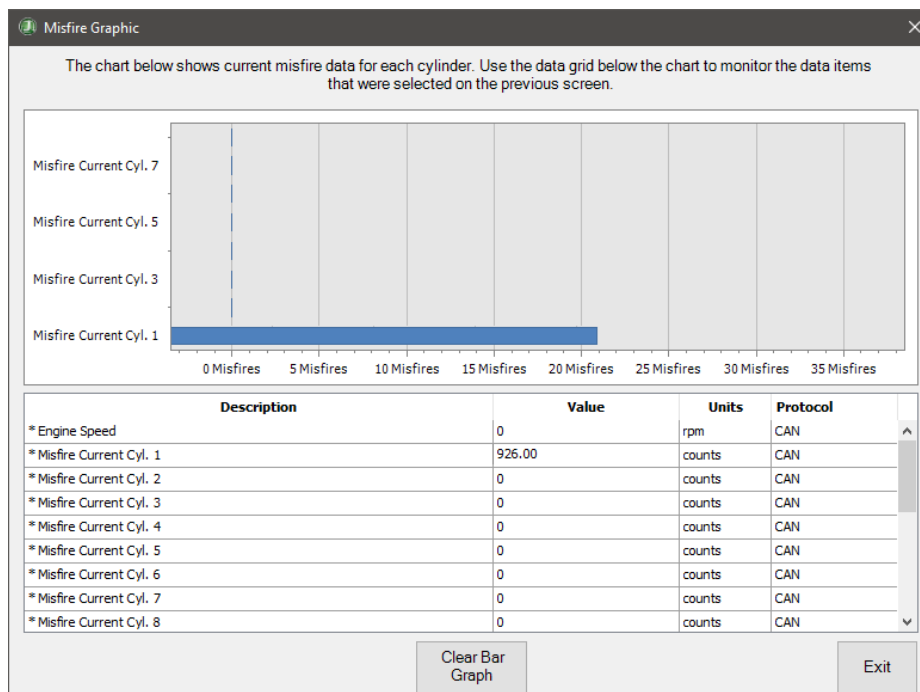 Misfire Graphic
The chart below shows current misfire data for each cylinder. Use the data grid below the chart to monitor the data items
that were selected on the previous screen.
Misfire Current Cyl. 7
Misfire Current Cyl. 5
Misfire Current Cyl. 3
Misfire Current Cyl. 1
0 Misfires 5 Misfires 10 Misfires 15 Misfires 20 Misfires 25 Misfires 30 Misfires 35 Misfires
Description Value Units Protocol
* Engine Speed 0 rpm CAN
* Misfire Current Cyl. 1 926.00 counts CAN
* Misfire Current Cyl. 2 0 counts CAN
* Misfire Current Cyl. 3 0 counts CAN
* Misfire Current Cyl. 4 0 counts CAN
* Misfire Current Cyl. 5 0 counts CAN
* Misfire Current Cyl. 6 0 counts CAN
* Misfire Current Cyl. 7 0 counts CAN
* Misfire Current Cyl. 8 0 counts CAN
Clear Bar
Graph
Exit